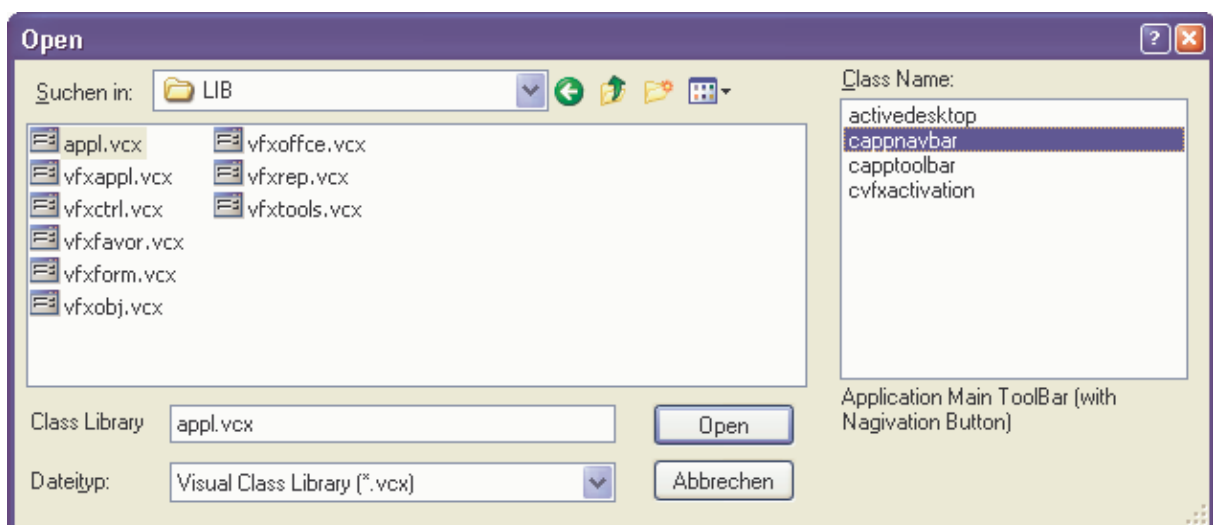 Open
Suchen in:
LIB
appl.vcx
vfxappl.vcx
vfxctrl.vcx
vfxfavor.vcx
vfxform.vcx
vfxobj.vcx
vfxoffce.vcx
vfxrep.vcx
vfxtools.vcx
Class Library
appl.vcx
Open
Dateityp:
Visual Class Library (*.vcx)
Abbrechen
Class Name:
activedesktop
cappnavbar
capptoolbar
cvfxactivation
Application Main ToolBar (with
Nagivation Button)